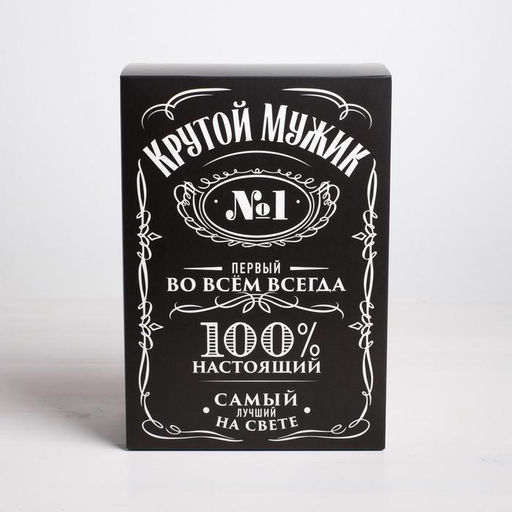 Крутой Мужик
№1
ПЕРВЫЙ
ВО ВСЁМ ВСЕГДА
100%
НАСТОЯЩИЙ
САМЫЙ
ЛУЧШИЙ
НА СВЕТЕ